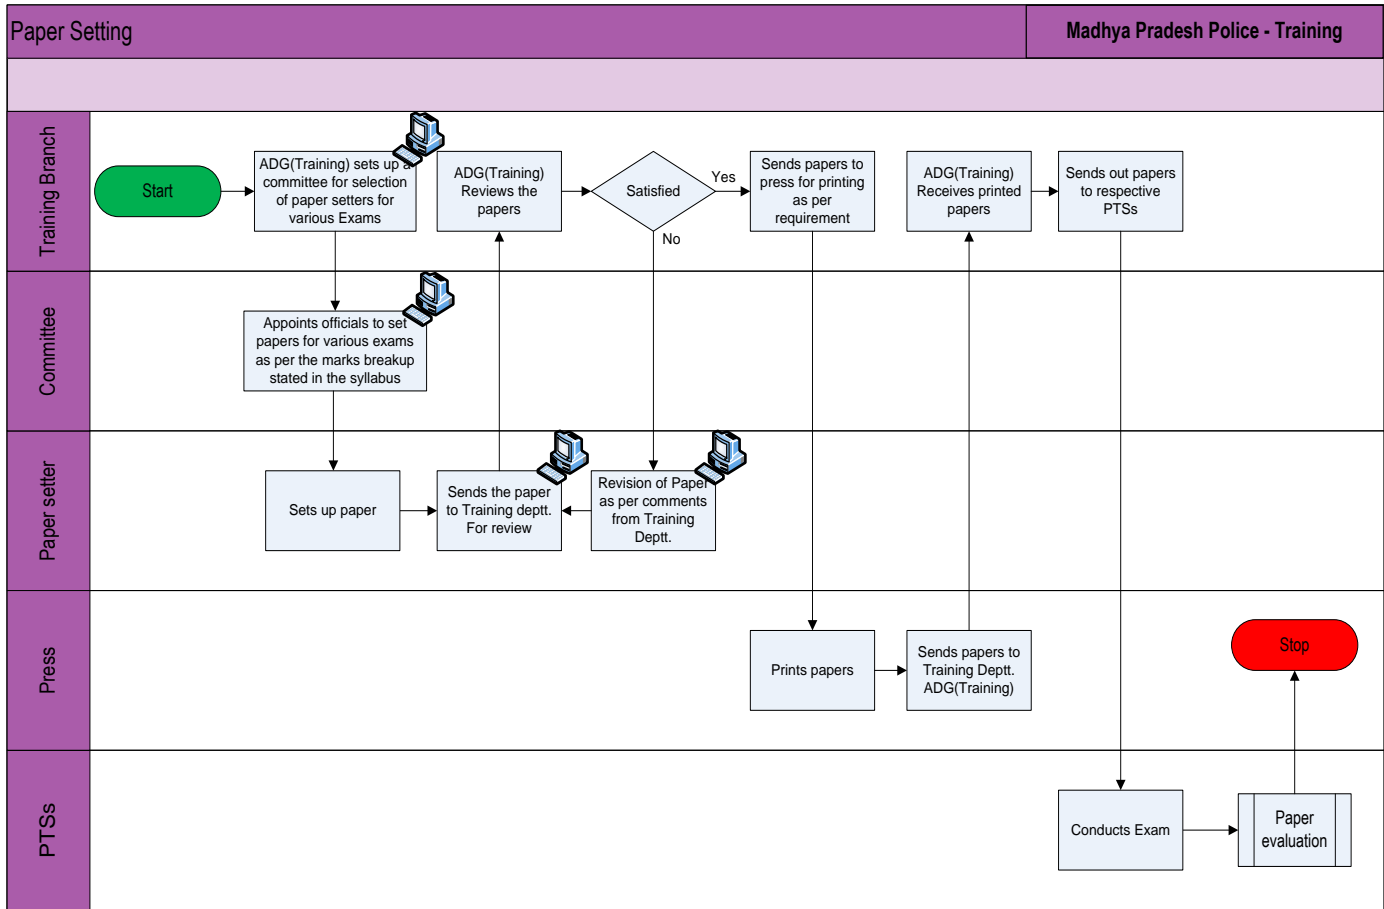 Paper Setting
Madhya Pradesh Police - Training
Training Branch
Start
ADG(Training) sets up a
committee for selection
of paper setters for
various Exams
ADG(Training)
Reviews the
papers
Satisfied
Yes
No
Sends papers to
press for printing
as per
requirement
ADG(Training)
Receives printed
papers
Sends out papers
to respective
PTSs
Committee
Appoints officials to set
papers for various exams
as per the marks breakup
stated in the syllabus
Paper setter
Sets up paper
Sends the paper
to Training deptt.
For review
Revision of Paper
as per comments
from Training
Deptt.
Press
Prints papers
Sends papers to
Training Deptt.
ADG(Training)
Stop
PTSs
Conducts Exam
Paper
evaluation